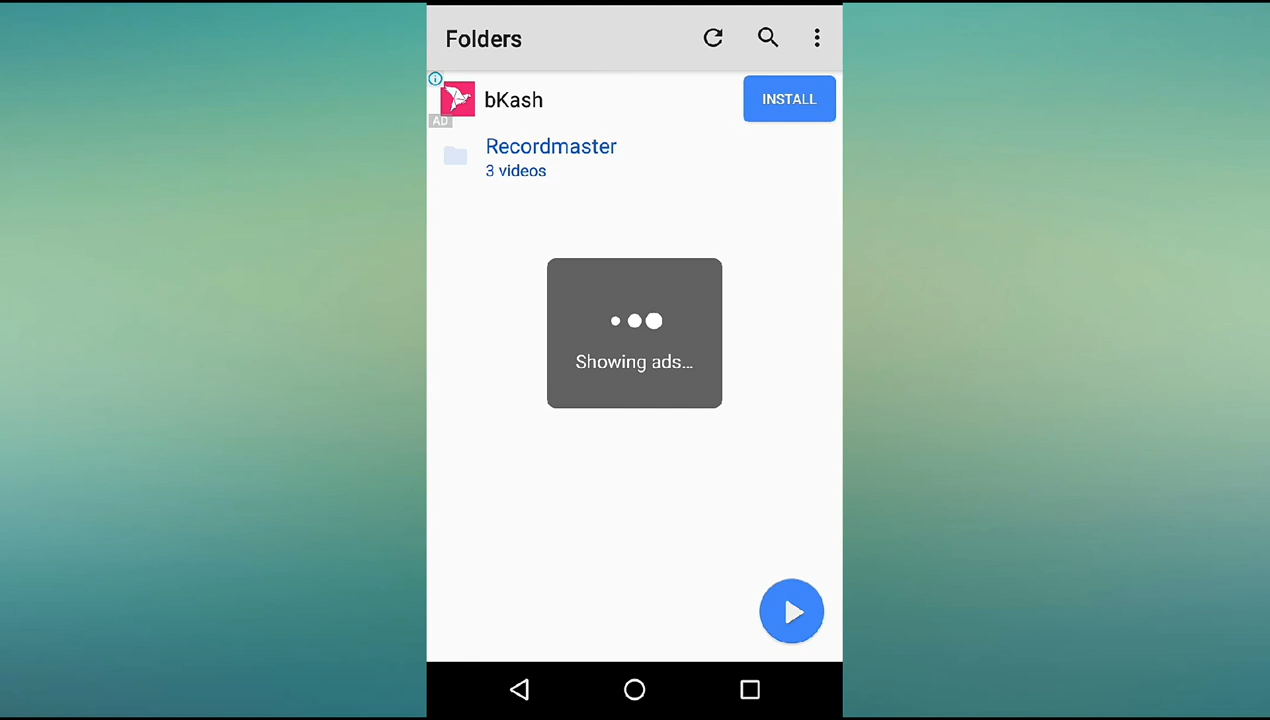 Folders
bKash
INSTALL
AD
Recordmaster
3 videos
Showing ads...